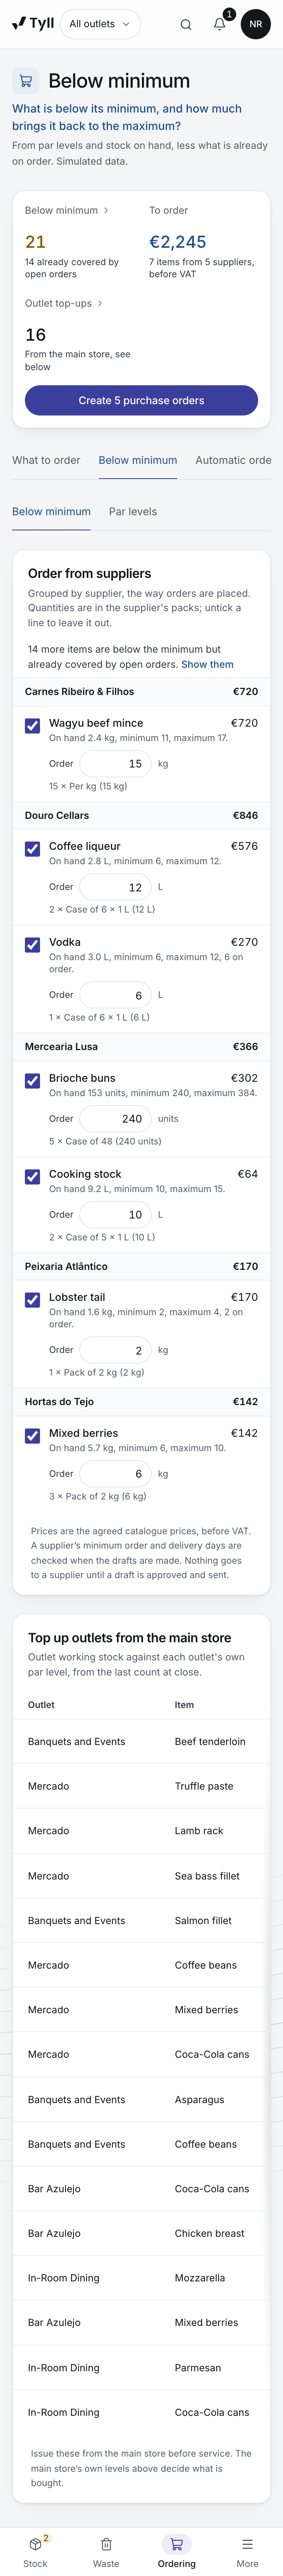 Tyll
All outlets
1
NR
Below minimum
What is below its minimum, and how much
brings it back to the maximum?
From par levels and stock on hand, less what is already
on order. Simulated data.
Below minimum
To order
21
€2,245
14 already covered by
open orders
7 items from 5 suppliers,
before VAT
Outlet top-ups
16
From the main store, see
below
Create 5 purchase orders
What to order
Below minimum
Automatic orde
Below minimum
Par levels
Order from suppliers
Grouped by supplier, the way orders are placed.
Quantities are in the supplier's packs; untick a
line to leave it out.
14 more items are below the minimum but
already covered by open orders. Show them
Carnes Ribeiro & Filhos €720
Wagyu beef mince €720
On hand 2.4 kg, minimum 11, maximum 17.
Order 15 kg
15 × Per kg (15 kg)
Douro Cellars €846
Coffee liqueur €576
On hand 2.8 L, minimum 6, maximum 12.
Order 12 L
2 × Case of 6 × 1 L (12 L)
Vodka €270
On hand 3.0 L, minimum 6, maximum 12, 6 on
order.
Order 6 L
1 × Case of 6 × 1 L (6 L)
Mercearia Lusa €366
Brioche buns €302
On hand 153 units, minimum 240, maximum 384.
Order 240 units
5 × Case of 48 (240 units)
Cooking stock €64
On hand 9.2 L, minimum 10, maximum 15.
Order 10 L
2 × Case of 5 × 1 L (10 L)
Peixaria Atlântico €170
Lobster tail €170
On hand 1.6 kg, minimum 2, maximum 4, 2 on
order.
Order 2 kg
1 × Pack of 2 kg (2 kg)
Hortas do Tejo €142
Mixed berries €142
On hand 5.7 kg, minimum 6, maximum 10.
Order 6 kg
3 × Pack of 2 kg (6 kg)
Prices are the agreed catalogue prices, before VAT.
A supplier's minimum order and delivery days are
checked when the drafts are made. Nothing goes
to a supplier until a draft is approved and sent.
Top up outlets from the main store
Outlet working stock against each outlet's own
par level, from the last count at close.
Outlet Item
Banquets and Events Beef tenderloin
Mercado Truffle paste
Mercado Lamb rack
Mercado Sea bass fillet
Banquets and Events Salmon fillet
Mercado Coffee beans
Mercado Mixed berries
Mercado Coca-Cola cans
Banquets and Events Asparagus
Banquets and Events Coffee beans
Bar Azulejo Coca-Cola cans
Bar Azulejo Chicken breast
In-Room Dining Mozzarella
Bar Azulejo Mixed berries
In-Room Dining Parmesan
In-Room Dining Coca-Cola cans
Issue these from the main store before service. The
main store's own levels above decide what is
bought.
2
Stock
Waste
Ordering
More